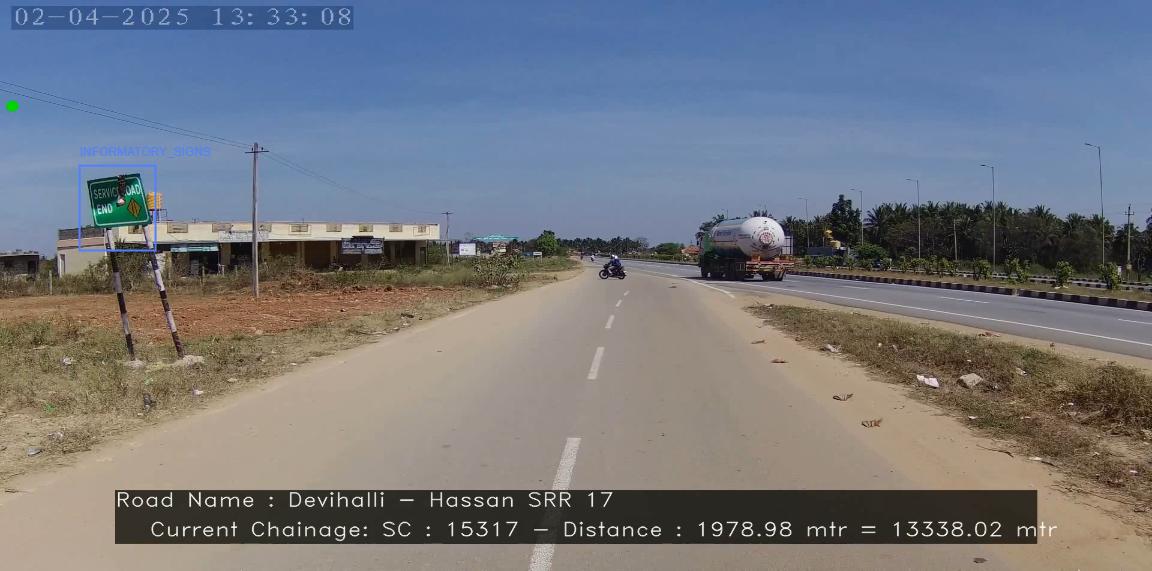 02-04-2025 13:33:08
INFORMATORY_SIGNS
SERVICE ROAD
END
Road Name : Devihalli - Hassan SRR 17
Current Chainage: SC : 15317 - Distance : 1978.98 mtr = 13338.02 mtr